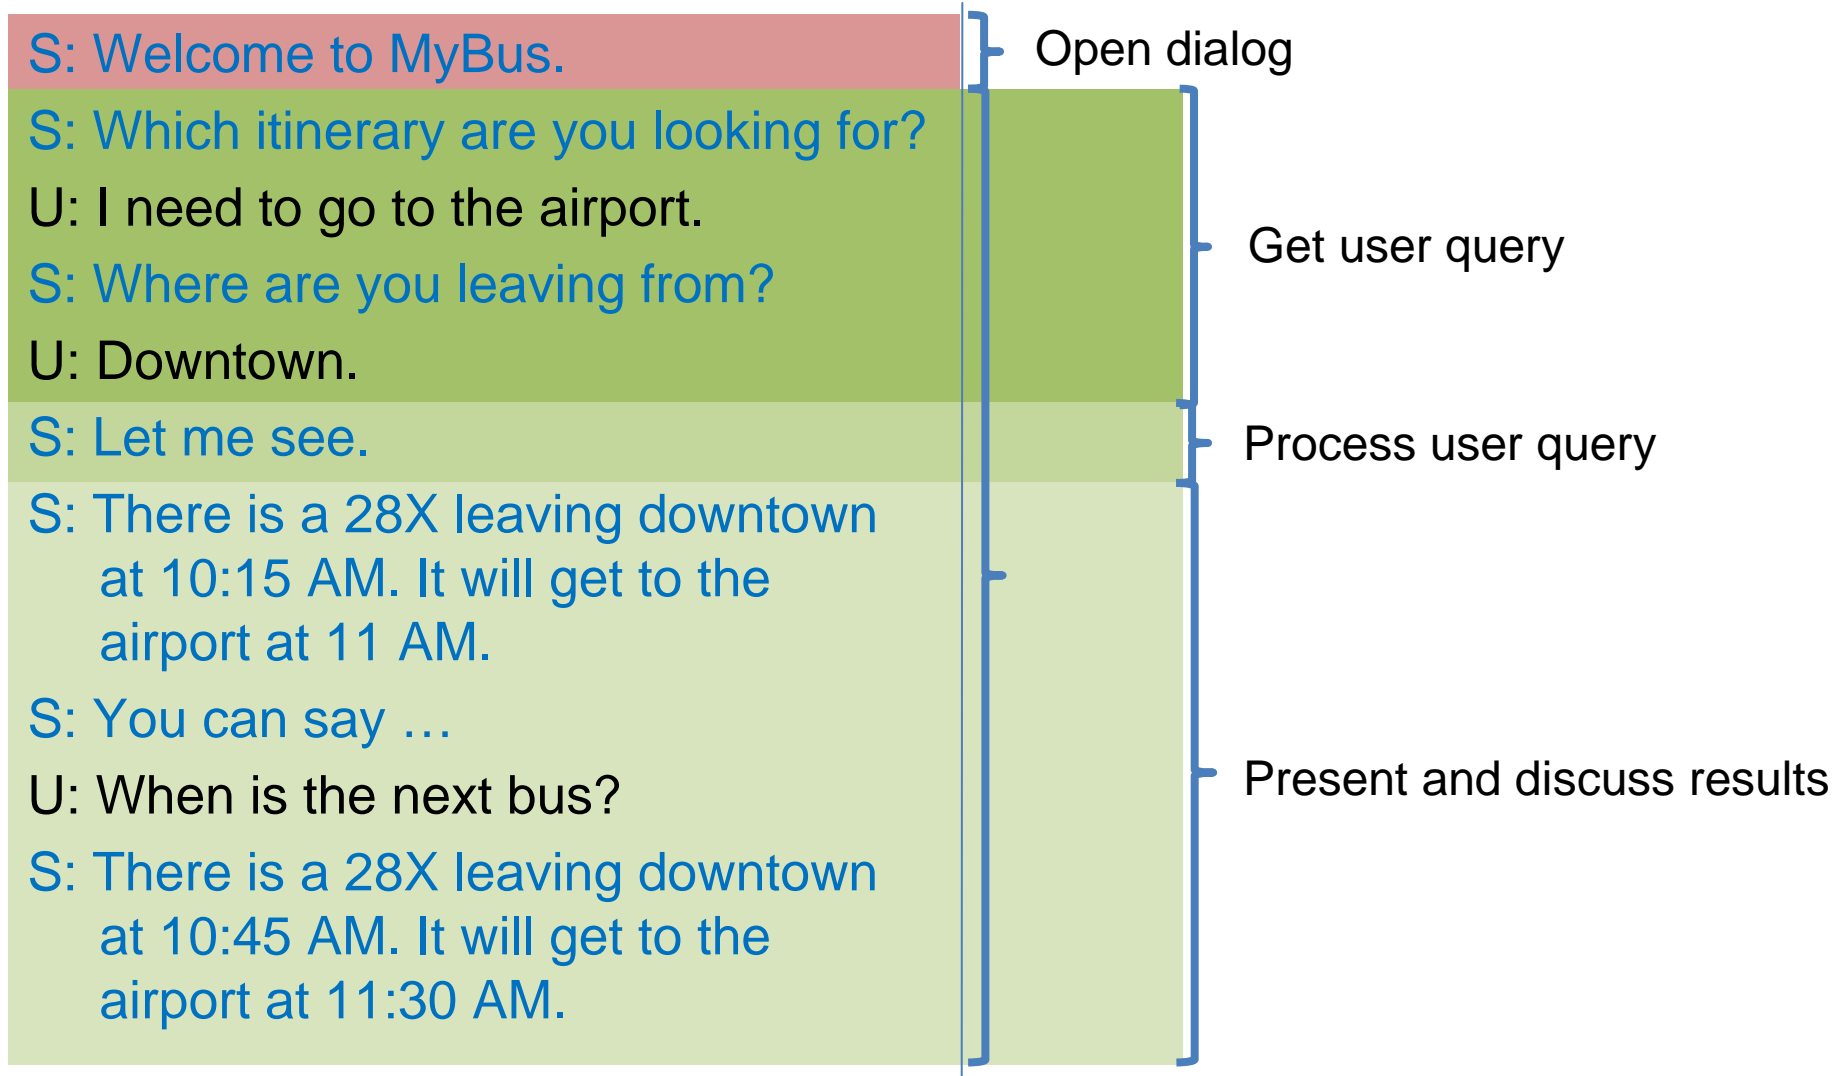 S: Welcome to MyBus.
Open dialog
S: Which itinerary are you looking for?
U: I need to go to the airport.
S: Where are you leaving from?
U: Downtown.
Get user query
S: Let me see.
Process user query
S: There is a 28X leaving downtown
at 10:15 AM. It will get to the
airport at 11 AM.
S: You can say …
U: When is the next bus?
S: There is a 28X leaving downtown
at 10:45 AM. It will get to the
airport at 11:30 AM.
Present and discuss results